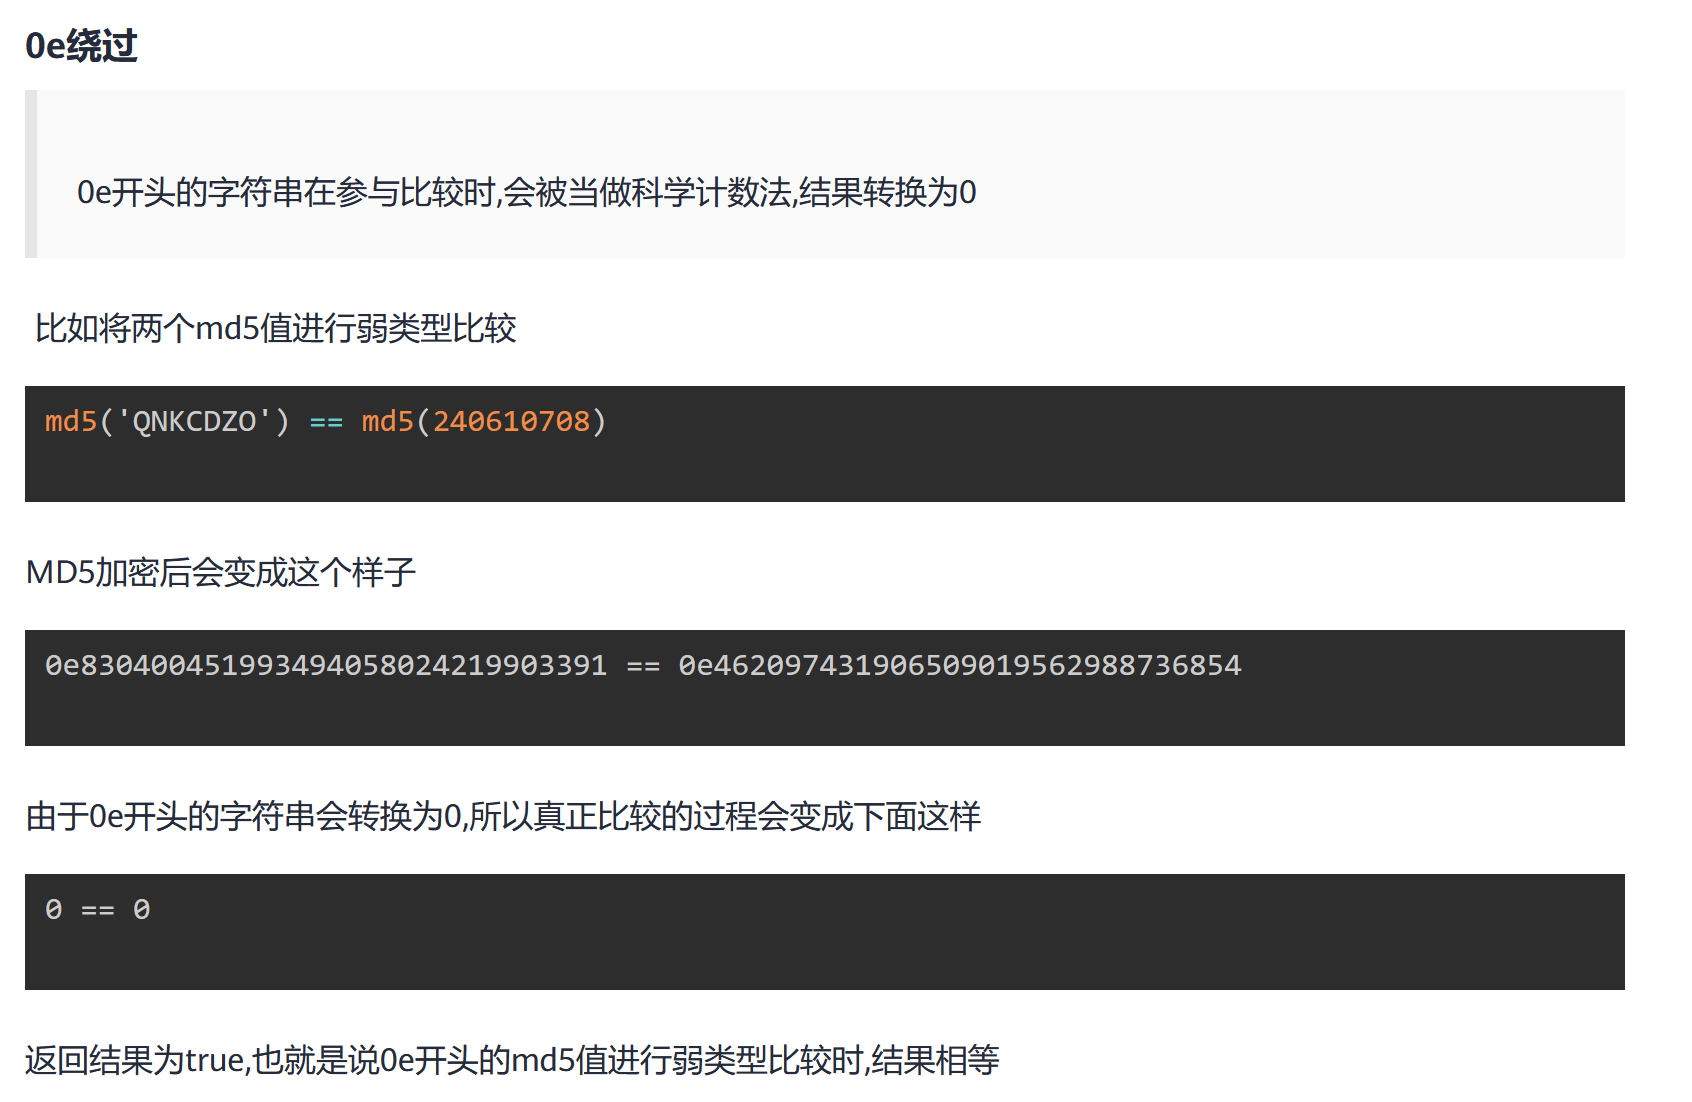 0e绕过
0e开头的字符串在参与比较时,会被当做科学计数法,结果转换为0
比如将两个md5值进行弱类型比较
md5('QNKCDZO') == md5(240610708)
MD5加密后会变成这个样子
0e830400451993494058024219903391 == 0e462097431906509019562988736854
由于0e开头的字符串会转换为0,所以真正比较的过程会变成下面这样
0 == 0
返回结果为true,也就是说0e开头的md5值进行弱类型比较时,结果相等